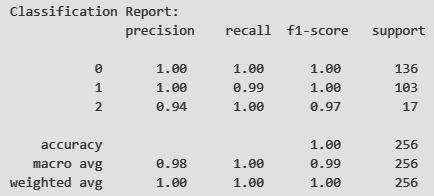 Classification Report:
precision recall f1-score support
0 1.00 1.00 1.00 136
1 1.00 0.99 1.00 103
2 0.94 1.00 0.97 17
accuracy 1.00 256
macro avg 0.98 1.00 0.99 256
weighted avg 1.00 1.00 1.00 256